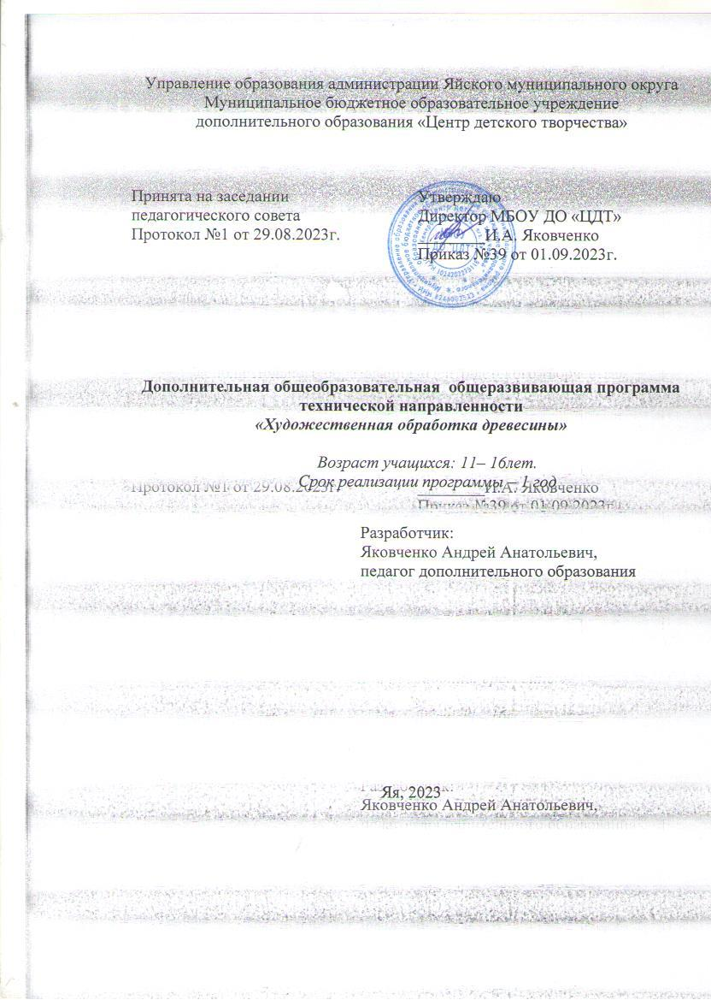 Управление образования администрации Яйского муниципального округа
Муниципальное бюджетное образовательное учреждение
дополнительного образования «Центр детского творчества»
Принята на заседании
педагогического совета
Протокол №1 от 29.08.2023г.
Утверждаю
Директор МБОУ ДО «ЦДТ»
________ И.А. Яковченко
Приказ №39 от 01.09.2023г.
Дополнительная общеобразовательная общеразвивающая программа
технической направленности
«Художественная обработка древесины»
Возраст учащихся: 11– 16лет.
Срок реализации программы – 1 год
Протокол №1 от 29.08.2023г.
________ И.А. Яковченко
Приказ №39 от 01.09.2023г.
Разработчик:
Яковченко Андрей Анатольевич,
педагог дополнительного образования
Яя, 2023
Яковченко Андрей Анатольевич,